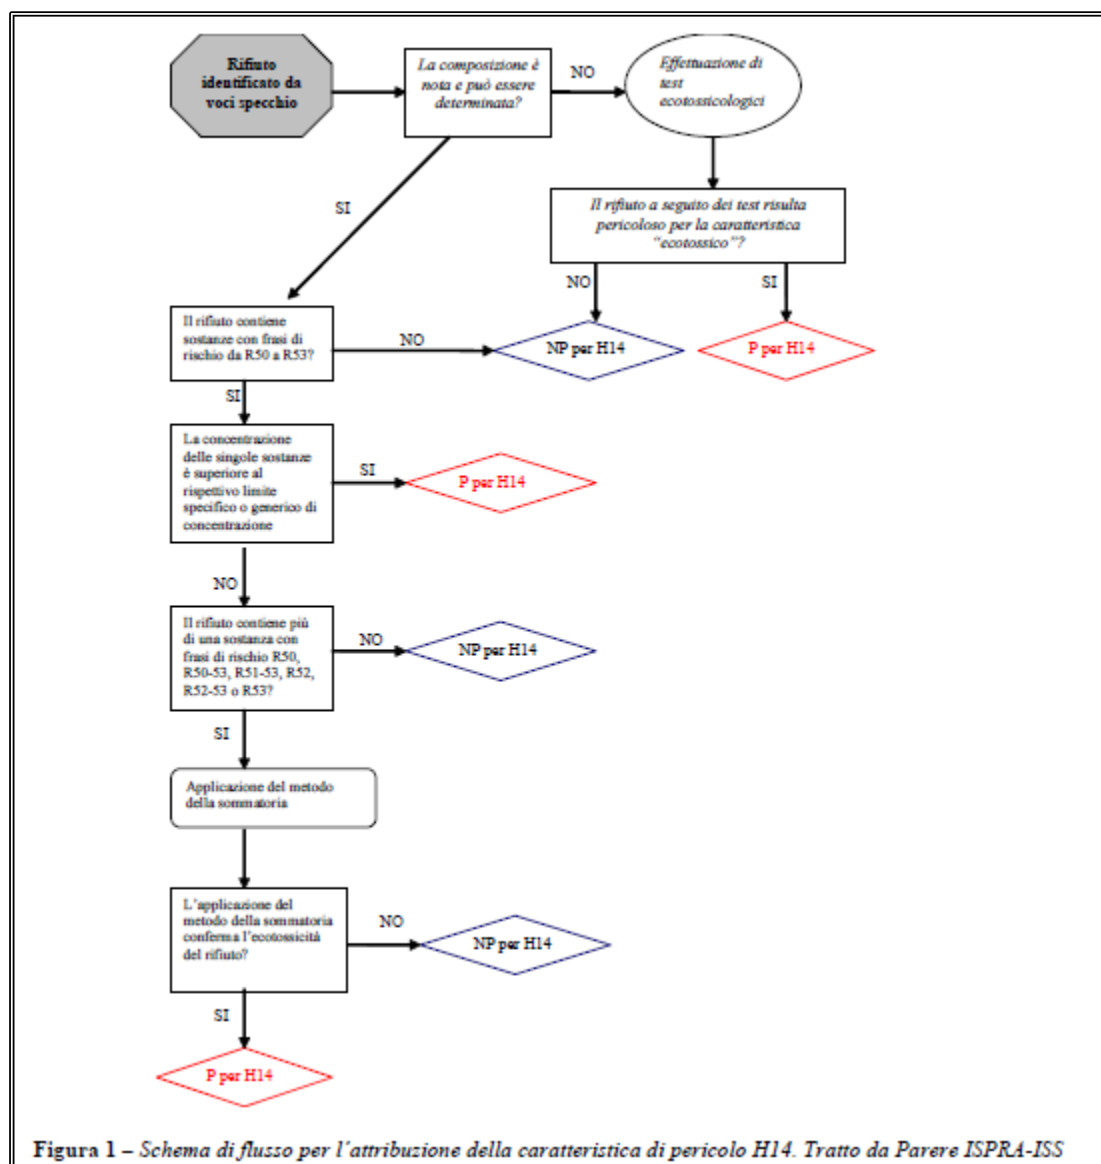 Rifiuto
identificato da
voci specchio
La composizione è
nota e può essere
determinata?
NO
Effettuazione di
test
ecotossicologici
SI
Il rifiuto a seguito dei test risulta
pericoloso per la caratteristica
“ecotossico”?
NO
SI
Il rifiuto contiene
sostanze con frasi di
rischio da R50 a R53?
NO
NP per H14
P per H14
SI
La concentrazione
delle singole sostanze
è superiore al
rispettivo limite
specifico o generico di
concentrazione
SI
P per H14
NO
Il rifiuto contiene più
di una sostanza con
frasi di rischio R50,
R50-53, R51-53, R52,
R52-53 o R53?
NO
NP per H14
SI
Applicazione del metodo
della sommatoria
L’applicazione del
metodo della sommatoria
conferma l’ecotossicità
del rifiuto?
NO
NP per H14
SI
P per H14
Figura 1 – Schema di flusso per l’attribuzione della caratteristica di pericolo H14. Tratto da Parere ISPRA-ISS